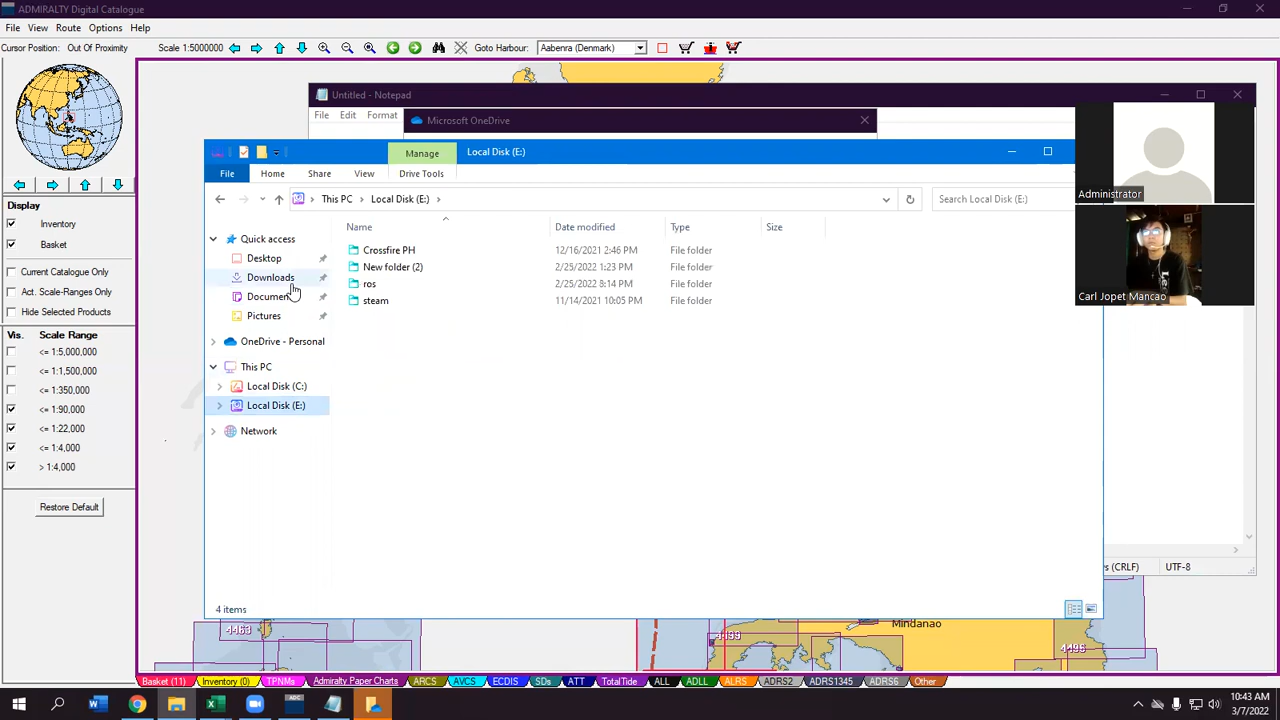 ADMIRALTY Digital Catalogue
File View Route Options Help
Cursor Position: Out Of Proximity Scale 1:5000000 Goto Harbour: Aabenra (Denmark)
Untitled - Notepad
File Edit Format
Microsoft OneDrive
Manage Local Disk (E:)
File Home Share View Drive Tools
This PC > Local Disk (E:) >
Search Local Disk (E:)
Administrator
Carl Jopet Mancao
Display
Inventory
Basket
Current Catalogue Only
Act. Scale-Ranges Only
Hide Selected Products
Vis. Scale Range
<= 1:5,000,000
<= 1:1,500,000
<= 1:350,000
<= 1:90,000
<= 1:22,000
<= 1:4,000
> 1:4,000
Restore Default
Quick access
Desktop
Downloads
Documen
Pictures
OneDrive - Personal
This PC
Local Disk (C:)
Local Disk (E:)
Network
Name Date modified Type Size
Crossfire PH 12/16/2021 2:46 PM File folder
New folder (2) 2/25/2022 1:23 PM File folder
ros 2/25/2022 8:14 PM File folder
steam 11/14/2021 10:05 PM File folder
4 items
s (CRLF) UTF-8
4463
4499
Mindanao
4496
Basket (11) Inventory (0) TPNMs Admiralty Paper Charts ARCS AVCS ECDIS SDs ATT TotalTide ALL ADLL ALRS ADRS2 ADRS1345 ADRS6 Other
10:43 AM
3/7/2022